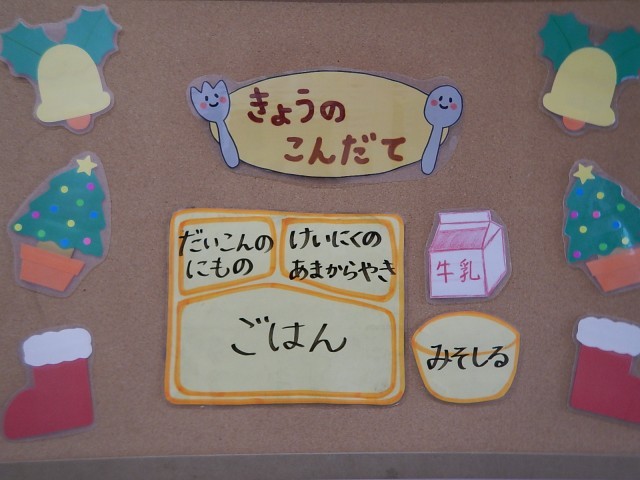 きょうの
こんだて
だいこんの
にもの
けいにくの
あまからやき
ごはん
牛乳
みそしる